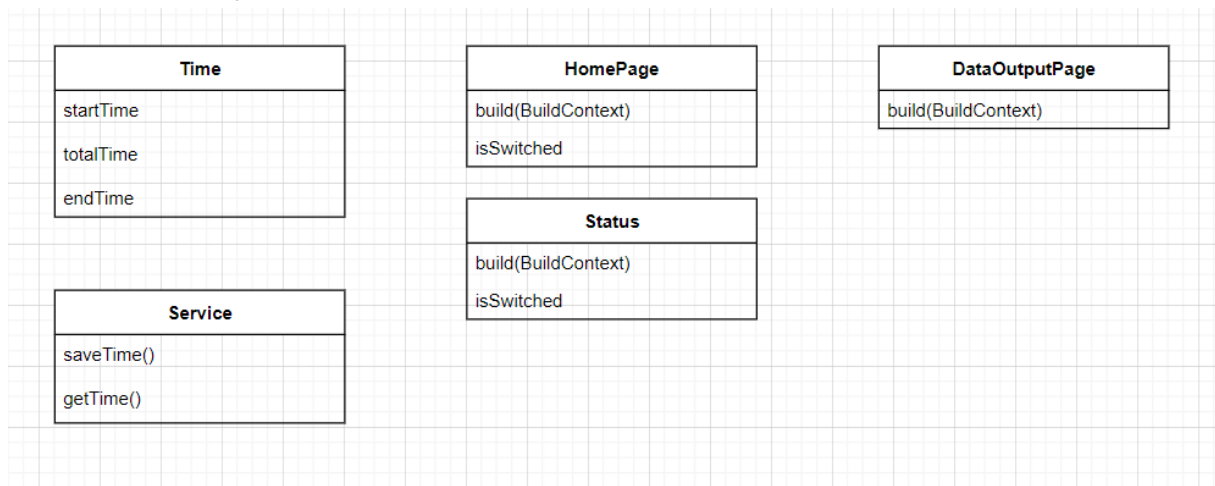 Time
startTime
totalTime
endTime
Service
saveTime()
getTime()
HomePage
build(BuildContext)
isSwitched
Status
build(BuildContext)
isSwitched
DataOutputPage
build(BuildContext)